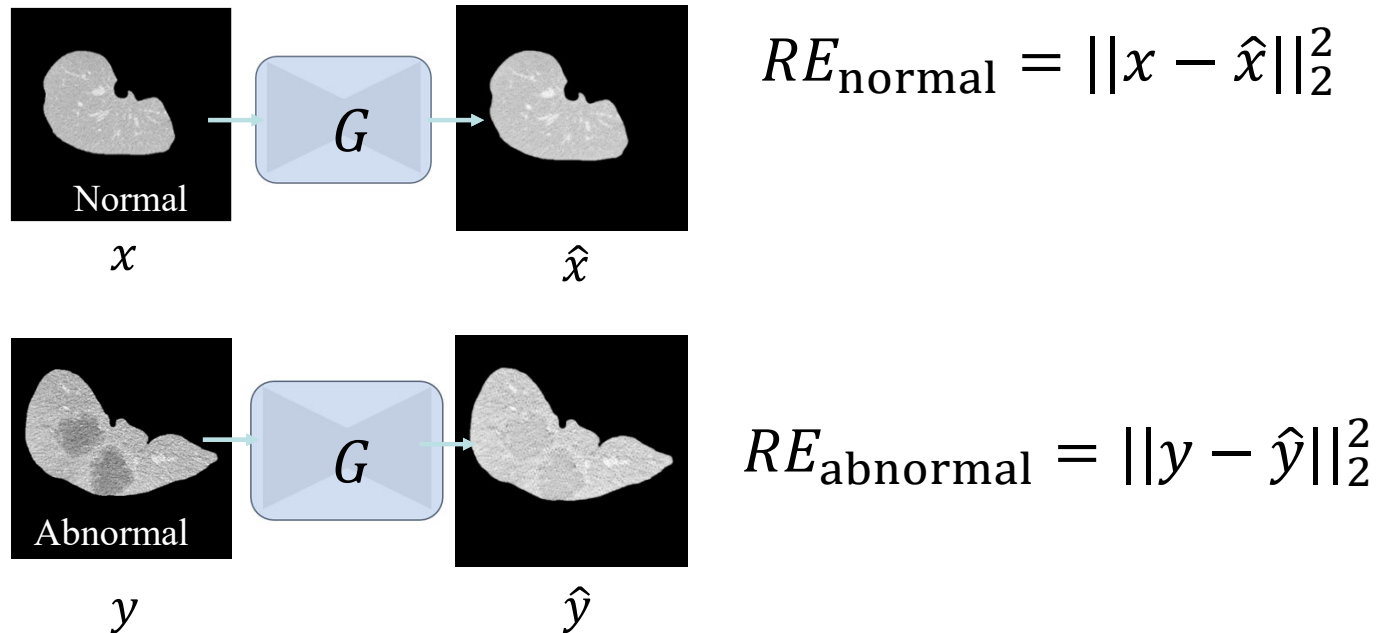 Normal
G
x
x̂
RE_normal = ||x − x̂||₂²
Abnormal
G
y
ŷ
RE_abnormal = ||y − ŷ||₂²